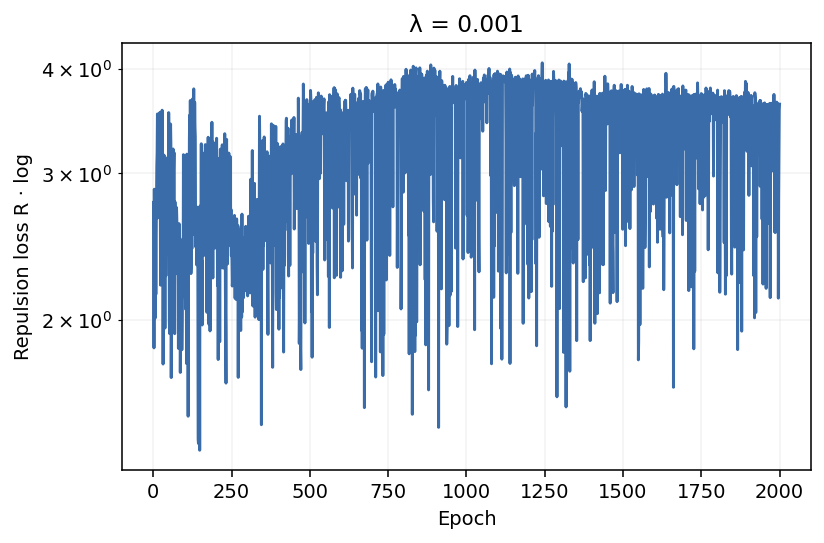 λ = 0.001
Repulsion loss R · log
4 × 10⁰
3 × 10⁰
2 × 10⁰
0 250 500 750 1000 1250 1500 1750 2000
Epoch